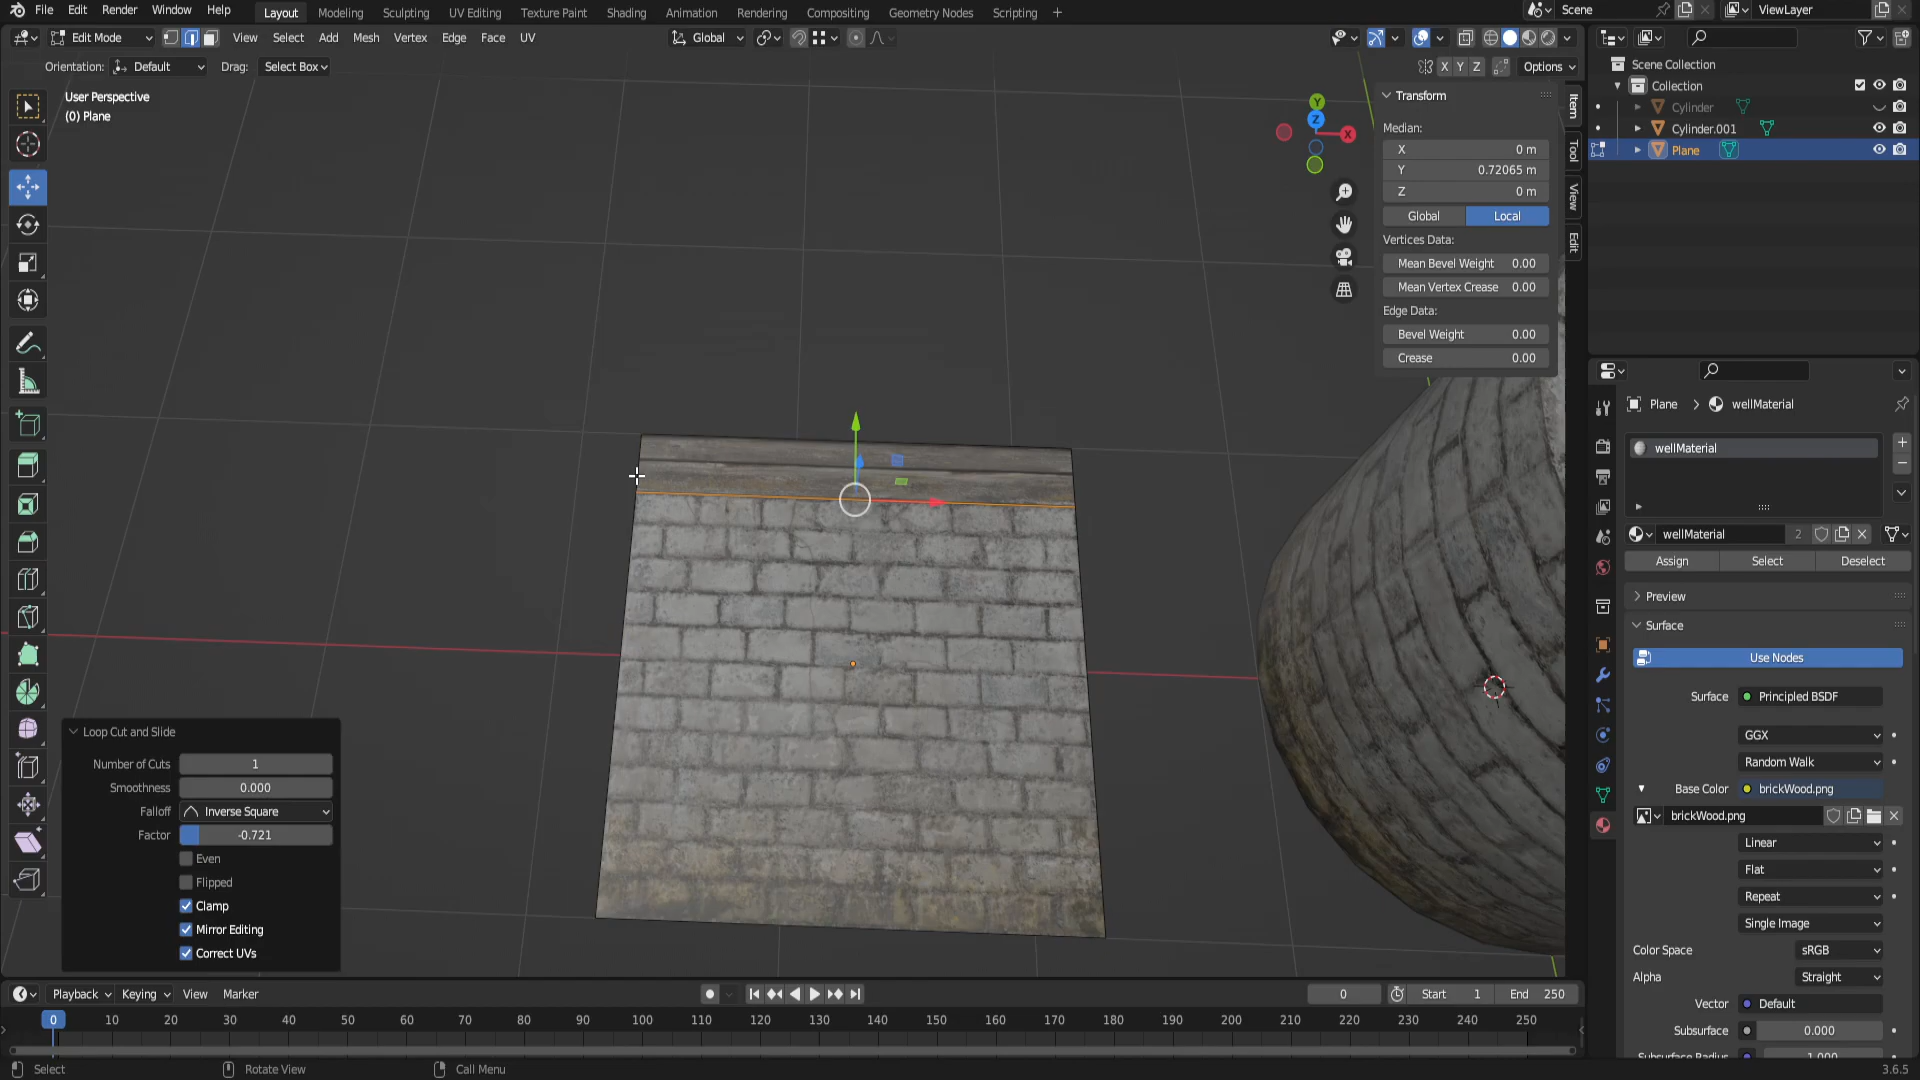 File Edit Render Window Help Layout Modeling Sculpting UV Editing Texture Paint Shading Animation Rendering Compositing Geometry Nodes Scripting + Scene ViewLayer
Edit Mode View Select Add Mesh Vertex Edge Face UV Global
Orientation: Default Drag: Select Box X Y Z Options
User Perspective
(0) Plane
Y
Z
X
Transform
Median:
X 0 m
Y 0.72065 m
Z 0 m
Global Local
Vertices Data:
Mean Bevel Weight 0.00
Mean Vertex Crease 0.00
Edge Data:
Bevel Weight 0.00
Crease 0.00
Item
Tool
View
Edit
Scene Collection
Collection
Cylinder
Cylinder.001
Plane
Plane > wellMaterial
wellMaterial
wellMaterial 2
Assign Select Deselect
Preview
Surface
Use Nodes
Surface Principled BSDF
GGX
Random Walk
Base Color brickWood.png
brickWood.png
Linear
Flat
Repeat
Single Image
Color Space sRGB
Alpha Straight
Vector Default
Subsurface 0.000
Subsurface Radius 1.000
Loop Cut and Slide
Number of Cuts 1
Smoothness 0.000
Falloff Inverse Square
Factor -0.721
Even
Flipped
Clamp
Mirror Editing
Correct UVs
Playback Keying View Marker 0 Start 1 End 250
0 10 20 30 40 50 60 70 80 90 100 110 120 130 140 150 160 170 180 190 200 210 220 230 240 250
Select Rotate View Call Menu 3.6.5